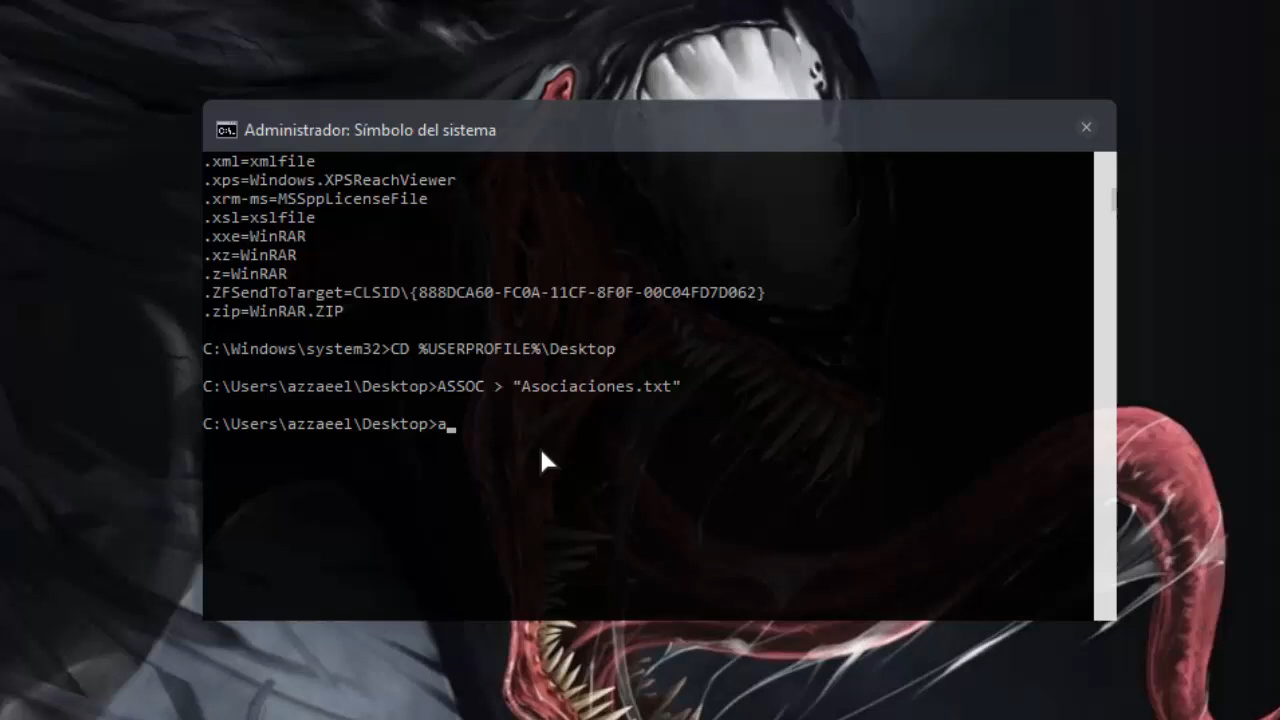 Administrador: Símbolo del sistema
.xml=xmlfile
.xps=Windows.XPSReachViewer
.xrm-ms=MSSppLicenseFile
.xsl=xslfile
.xxe=WinRAR
.xz=WinRAR
.z=WinRAR
.ZFSendToTarget=CLSID\{888DCA60-FC0A-11CF-8F0F-00C04FD7D062}
.zip=WinRAR.ZIP
C:\Windows\system32>CD %USERPROFILE%\Desktop
C:\Users\azzaeel\Desktop>ASSOC > "Asociaciones.txt"
C:\Users\azzaeel\Desktop>a_